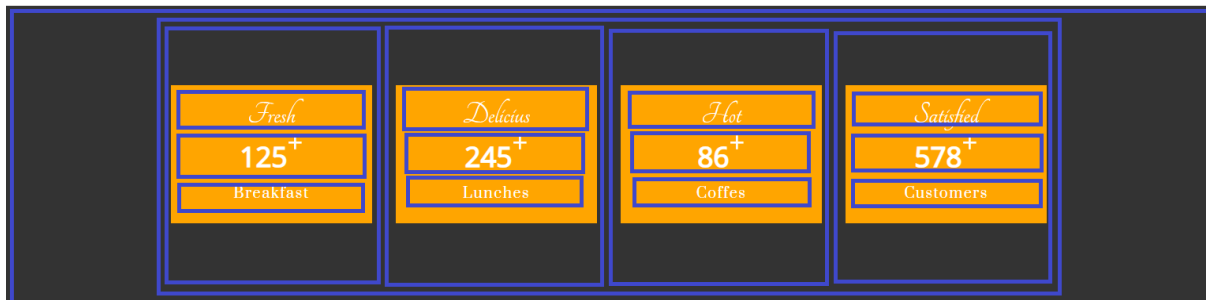 Fresh
125+
Breakfast
Delicius
245+
Lunches
Hot
86+
Coffes
Satisfied
578+
Customers